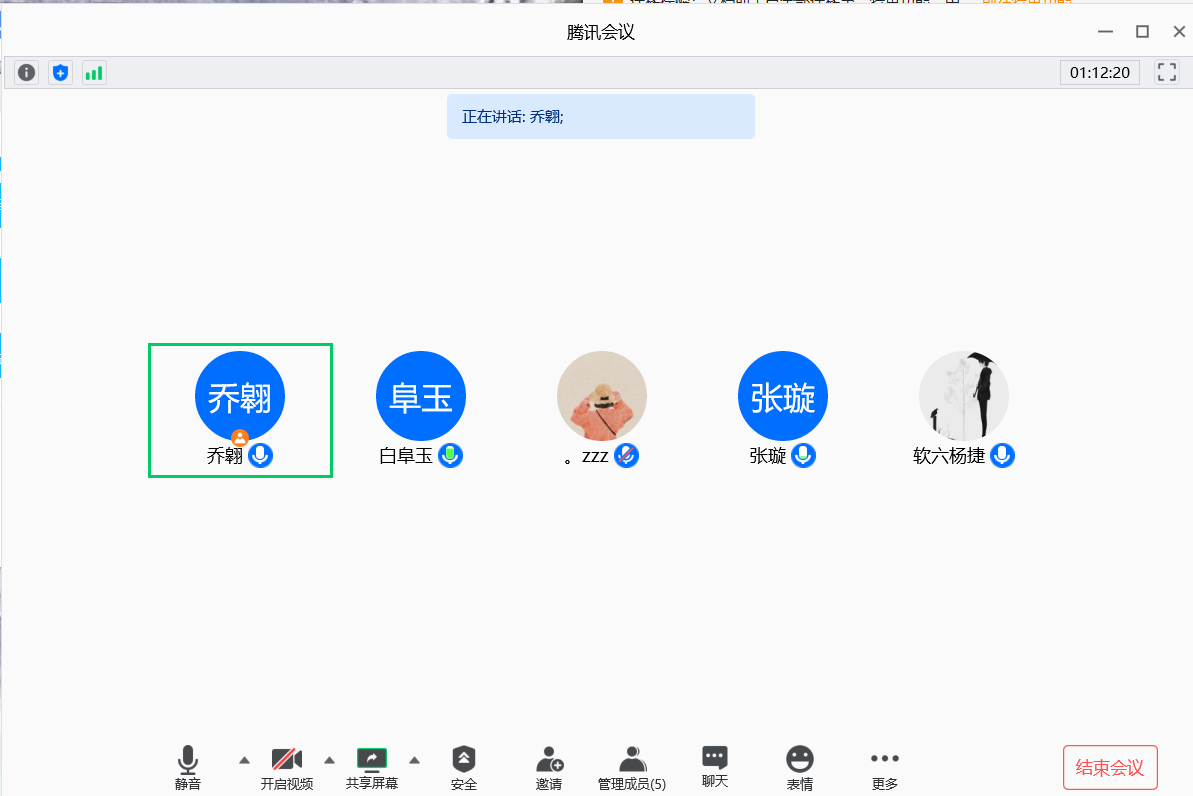 腾讯会议
01:12:20
正在讲话: 乔翱;
乔翱
阜玉
张璇
乔翱
白阜玉
。zzz
张璇
软六杨捷
静音
开启视频
共享屏幕
安全
邀请
管理成员(5)
聊天
表情
更多
结束会议